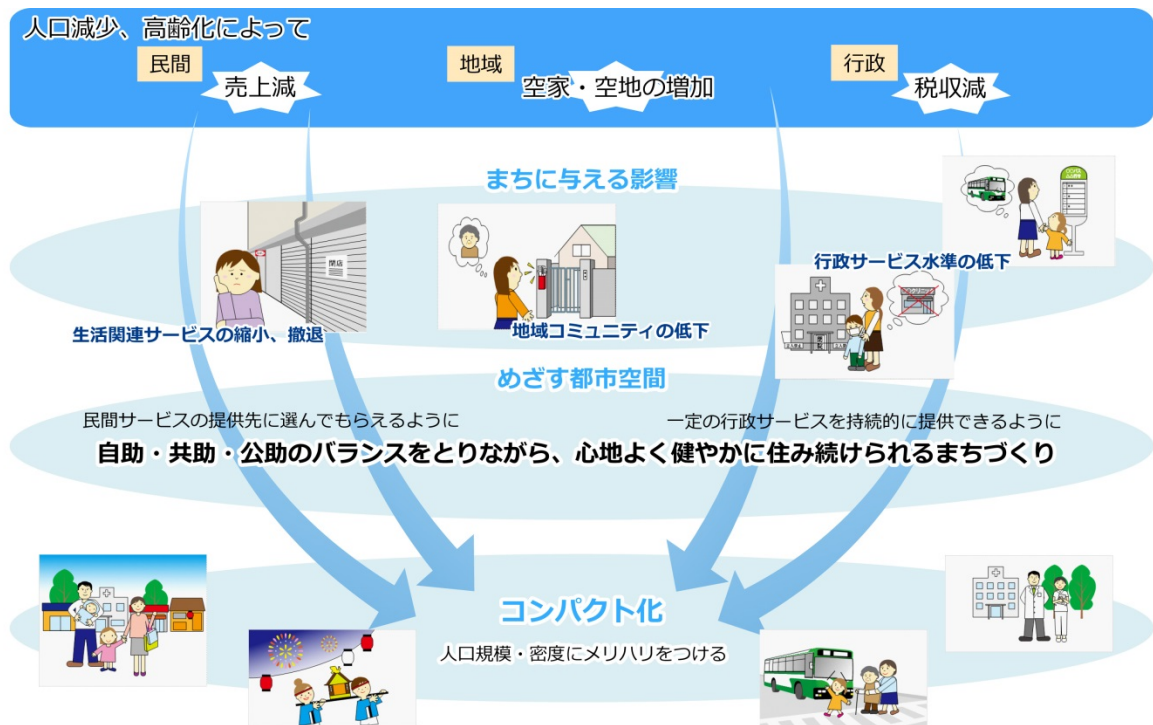 人口減少、高齢化によって
民間
売上減
地域
空家・空地の増加
行政
税収減
まちに与える影響
閉店
生活関連サービスの縮小、撤退
地域コミュニティの低下
行政サービス水準の低下
めざす都市空間
民間サービスの提供先に選んでもらえるように
一定の行政サービスを持続的に提供できるように
自助・共助・公助のバランスをとりながら、心地よく健やかに住み続けられるまちづくり
コンパクト化
人口規模・密度にメリハリをつける